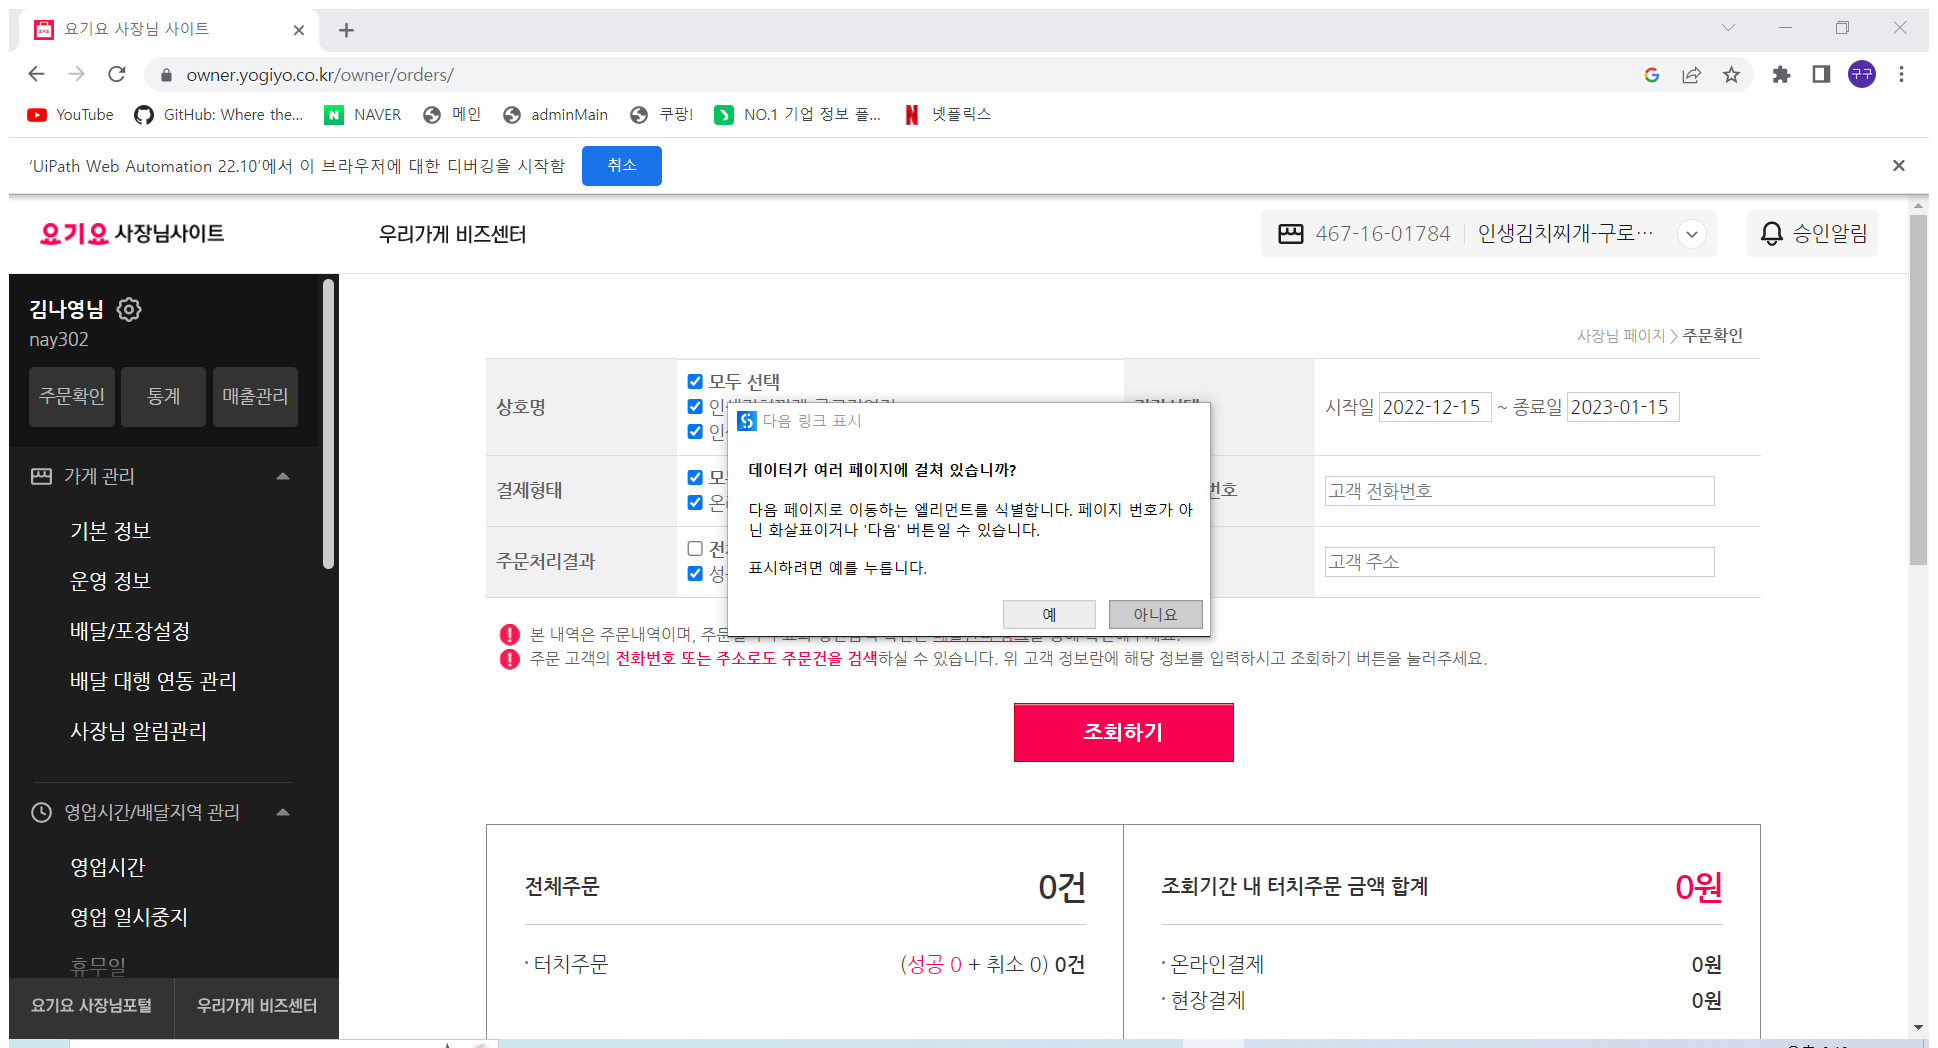 요기요 사장님 사이트
owner.yogiyo.co.kr/owner/orders/
구구
YouTube GitHub: Where the... NAVER 메인 adminMain 쿠팡! NO.1 기업 정보 플... 넷플릭스
'UiPath Web Automation 22.10'에서 이 브라우저에 대한 디버깅을 시작함 취소
요기요 사장님사이트 우리가게 비즈센터 467-16-01784 인생김치찌개-구로… 승인알림
김나영님
nay302
주문확인 통계 매출관리
가게 관리
기본 정보
운영 정보
배달/포장설정
배달 대행 연동 관리
사장님 알림관리
영업시간/배달지역 관리
영업시간
영업 일시중지
휴무일
요기요 사장님포털 우리가게 비즈센터
사장님 페이지 > 주문확인
상호명
모두 선택
시작일 2022-12-15 ~ 종료일 2023-01-15
결제형태
고객 전화번호
주문처리결과
고객 주소
다음 링크 표시
데이터가 여러 페이지에 걸쳐 있습니까?
다음 페이지로 이동하는 엘리먼트를 식별합니다. 페이지 번호가 아
닌 화살표이거나 '다음' 버튼일 수 있습니다.
표시하려면 예를 누릅니다.
예 아니요
본 내역은 주문내역이며,
주문 고객의 전화번호 또는 주소로도 주문건을 검색하실 수 있습니다. 위 고객 정보란에 해당 정보를 입력하시고 조회하기 버튼을 눌러주세요.
조회하기
전체주문 0건
· 터치주문 (성공 0 + 취소 0) 0건
조회기간 내 터치주문 금액 합계 0원
· 온라인결제 0원
· 현장결제 0원